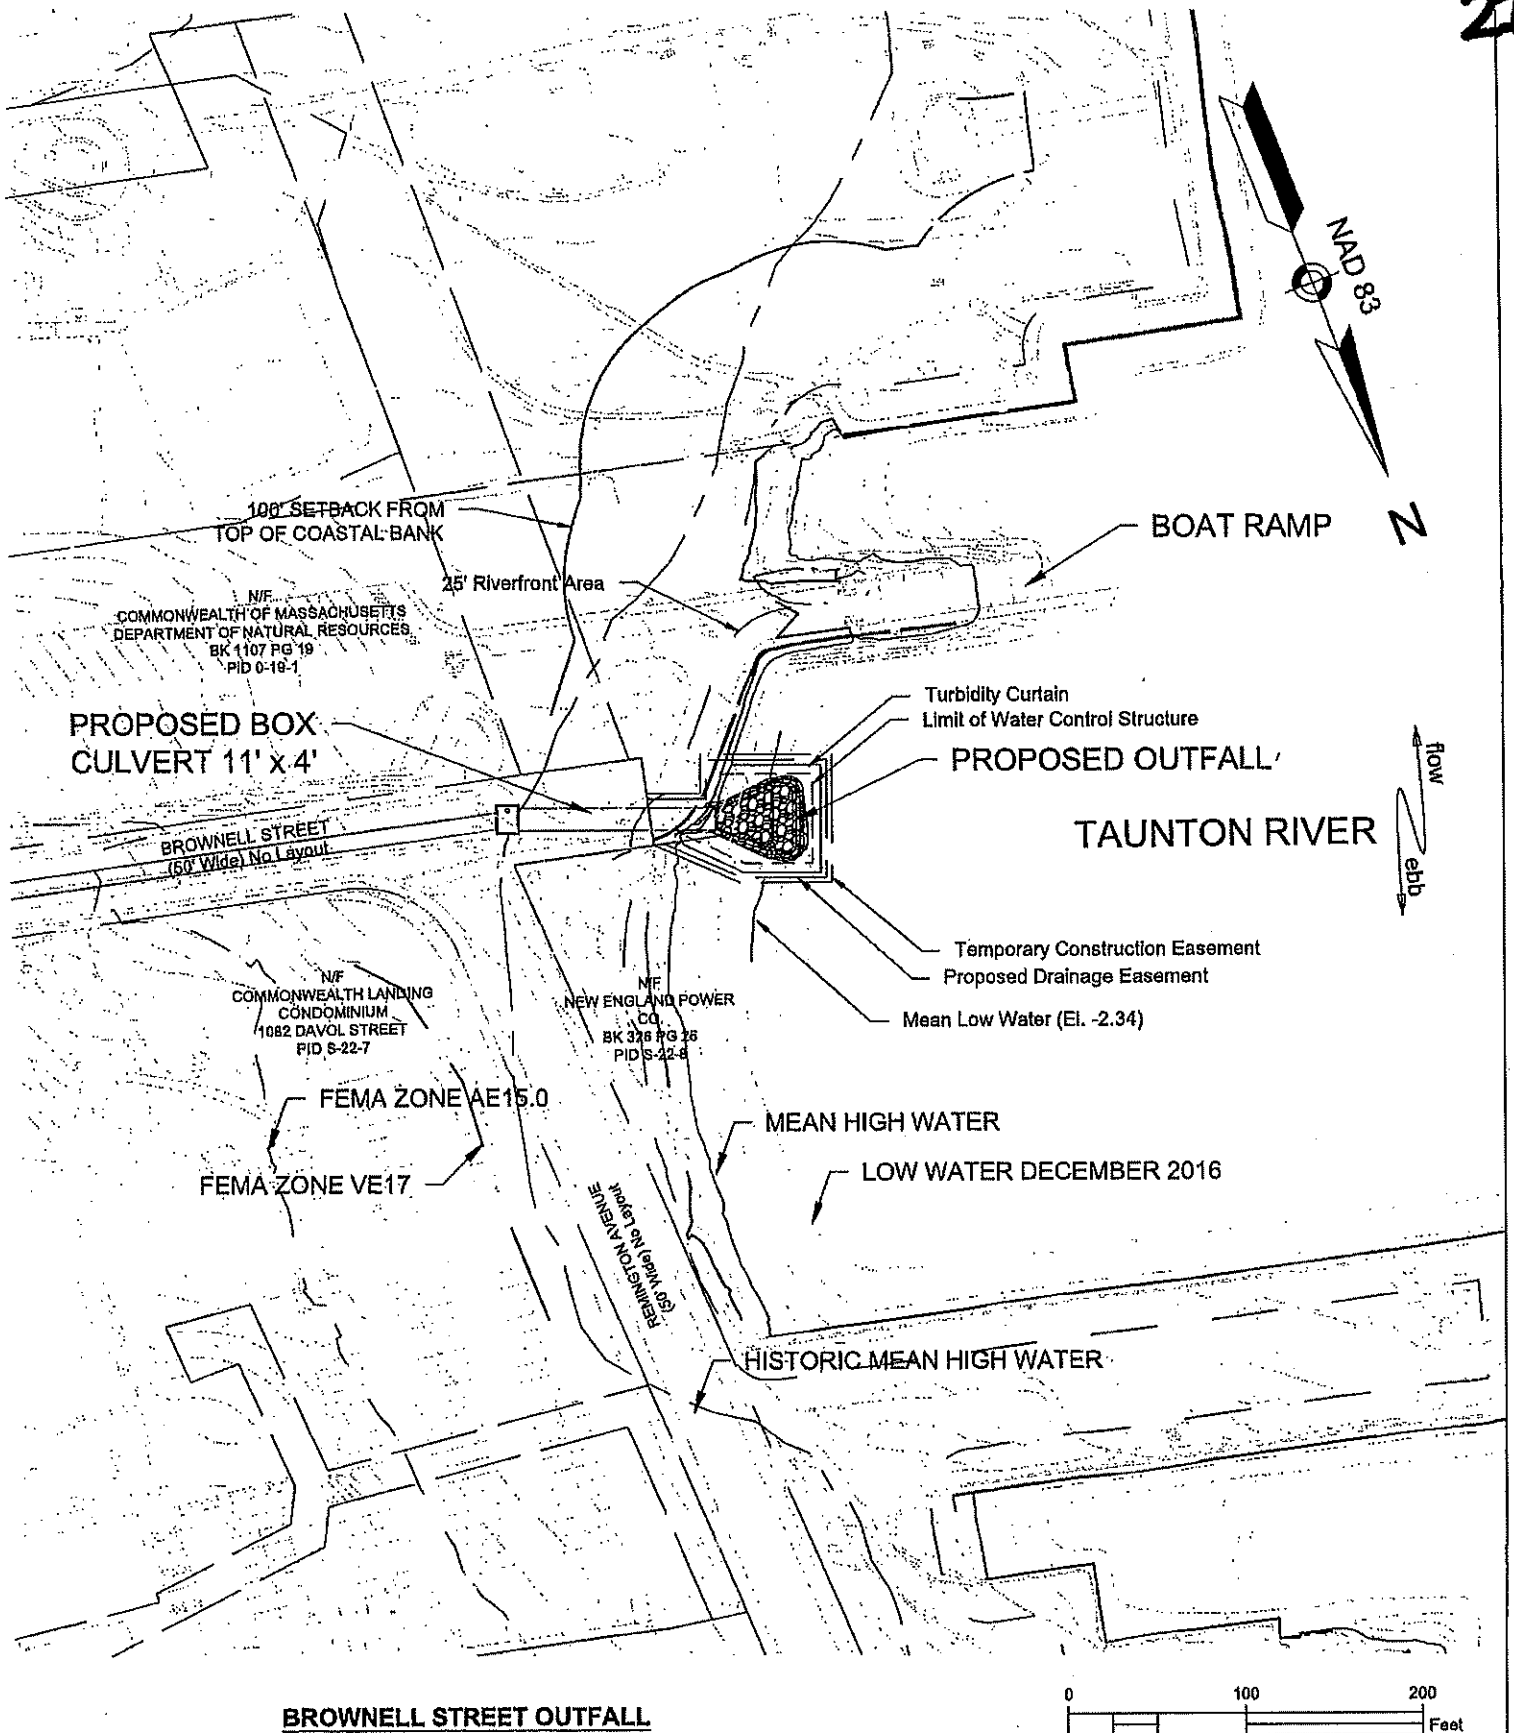 NAD 83
N
100' SETBACK FROM
TOP OF COASTAL BANK
BOAT RAMP
25' Riverfront Area
N/F
COMMONWEALTH OF MASSACHUSETTS
DEPARTMENT OF NATURAL RESOURCES
BK 1107 PG 19
PID 0-19-1
Turbidity Curtain
Limit of Water Control Structure
PROPOSED BOX
CULVERT 11' x 4'
PROPOSED OUTFALL
flow
TAUNTON RIVER
ebb
BROWNELL STREET
(50' Wide) No Layout
Temporary Construction Easement
Proposed Drainage Easement
Mean Low Water (El. -2.34)
N/F
COMMONWEALTH LANDING
CONDOMINIUM
1082 DAVOL STREET
PID S-22-7
N/F
NEW ENGLAND POWER
CO.
BK 326 PG 26
PID S-22-8
FEMA ZONE AE15.0
MEAN HIGH WATER
FEMA ZONE VE17
LOW WATER DECEMBER 2016
REMINGTON AVENUE
(50' Wide) No Layout
HISTORIC MEAN HIGH WATER
BROWNELL STREET OUTFALL
0 100 200
Feet